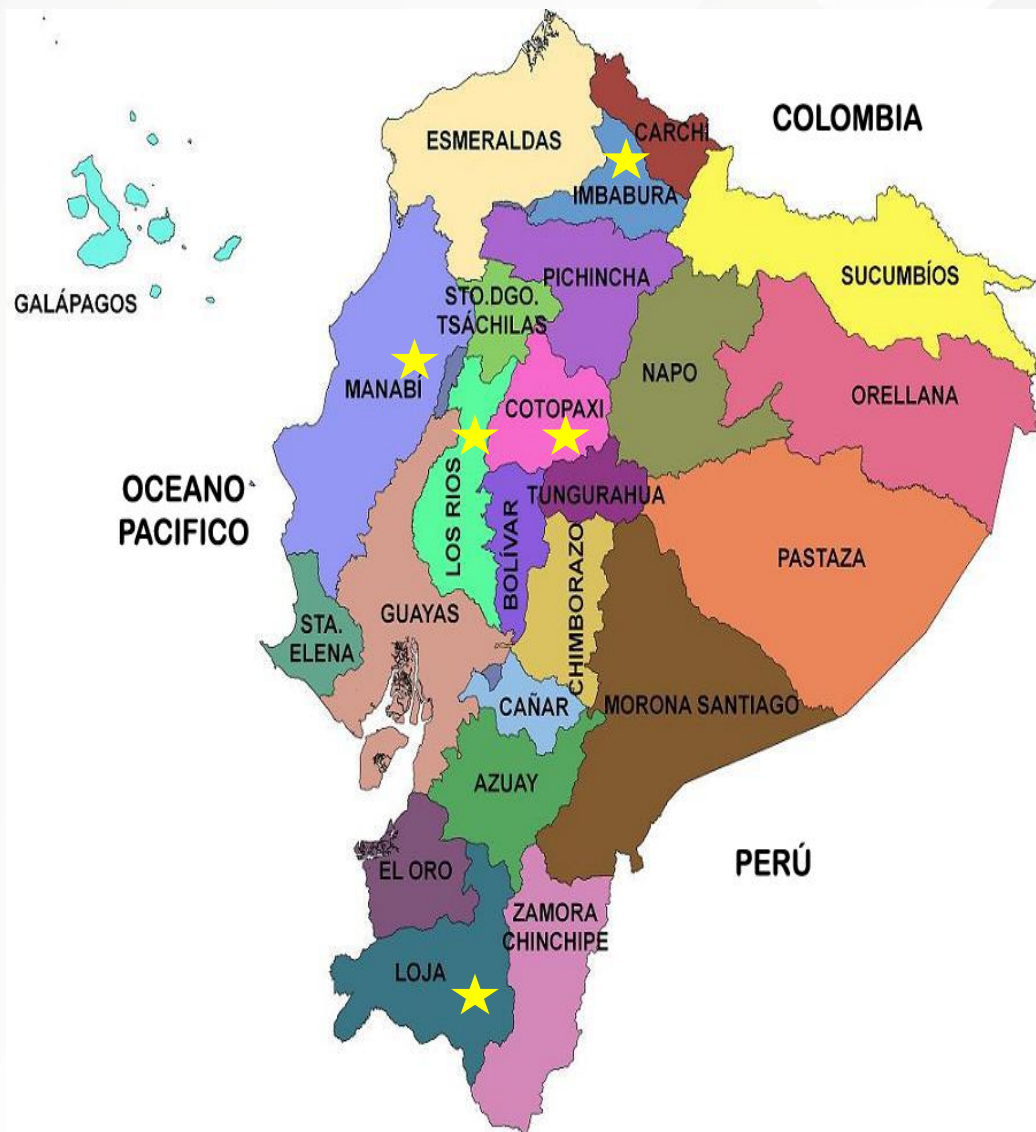 COLOMBIA
ESMERALDAS
CARCHI
IMBABURA
PICHINCHA
SUCUMBÍOS
GALÁPAGOS
STO.DGO.
TSÁCHILAS
NAPO
MANABÍ
COTOPAXI
ORELLANA
OCEANO
PACIFICO
TUNGURAHUA
LOS RIOS
BOLÍVAR
CHIMBORAZO
PASTAZA
GUAYAS
STA.
ELENA
CAÑAR
MORONA SANTIAGO
AZUAY
PERÚ
EL ORO
ZAMORA
CHINCHIPE
LOJA